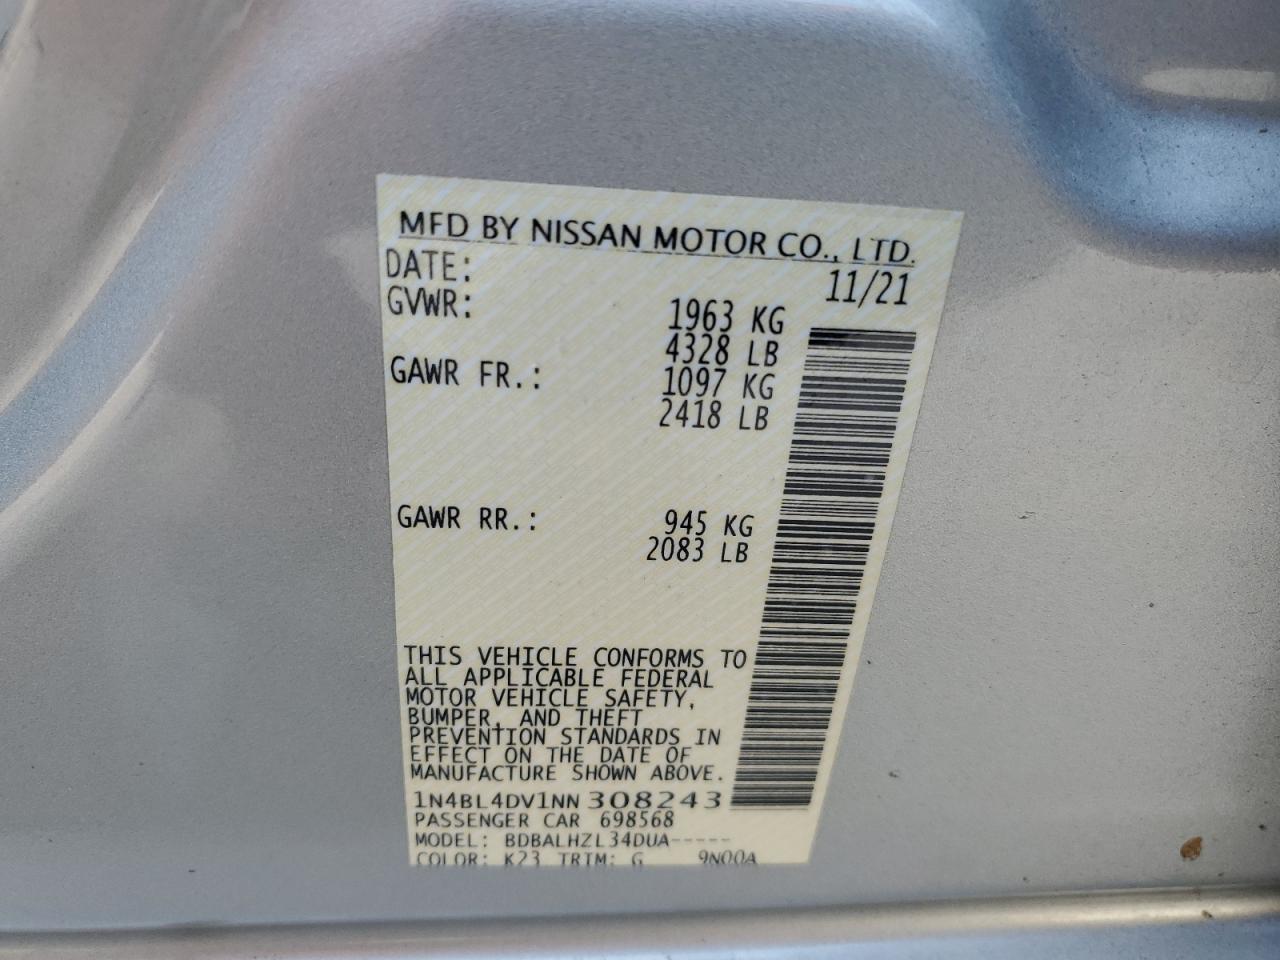 MFD BY NISSAN MOTOR CO., LTD.
DATE: 11/21
GVWR: 1963 KG
4328 LB
GAWR FR.: 1097 KG
2418 LB
GAWR RR.: 945 KG
2083 LB
THIS VEHICLE CONFORMS TO
ALL APPLICABLE FEDERAL
MOTOR VEHICLE SAFETY,
BUMPER, AND THEFT
PREVENTION STANDARDS IN
EFFECT ON THE DATE OF
MANUFACTURE SHOWN ABOVE.
1N4BL4DV1NN308243
PASSENGER CAR 698568
MODEL: BDBALHZL34DUA-----
COLOR: K23 TRIM: G 9N00A